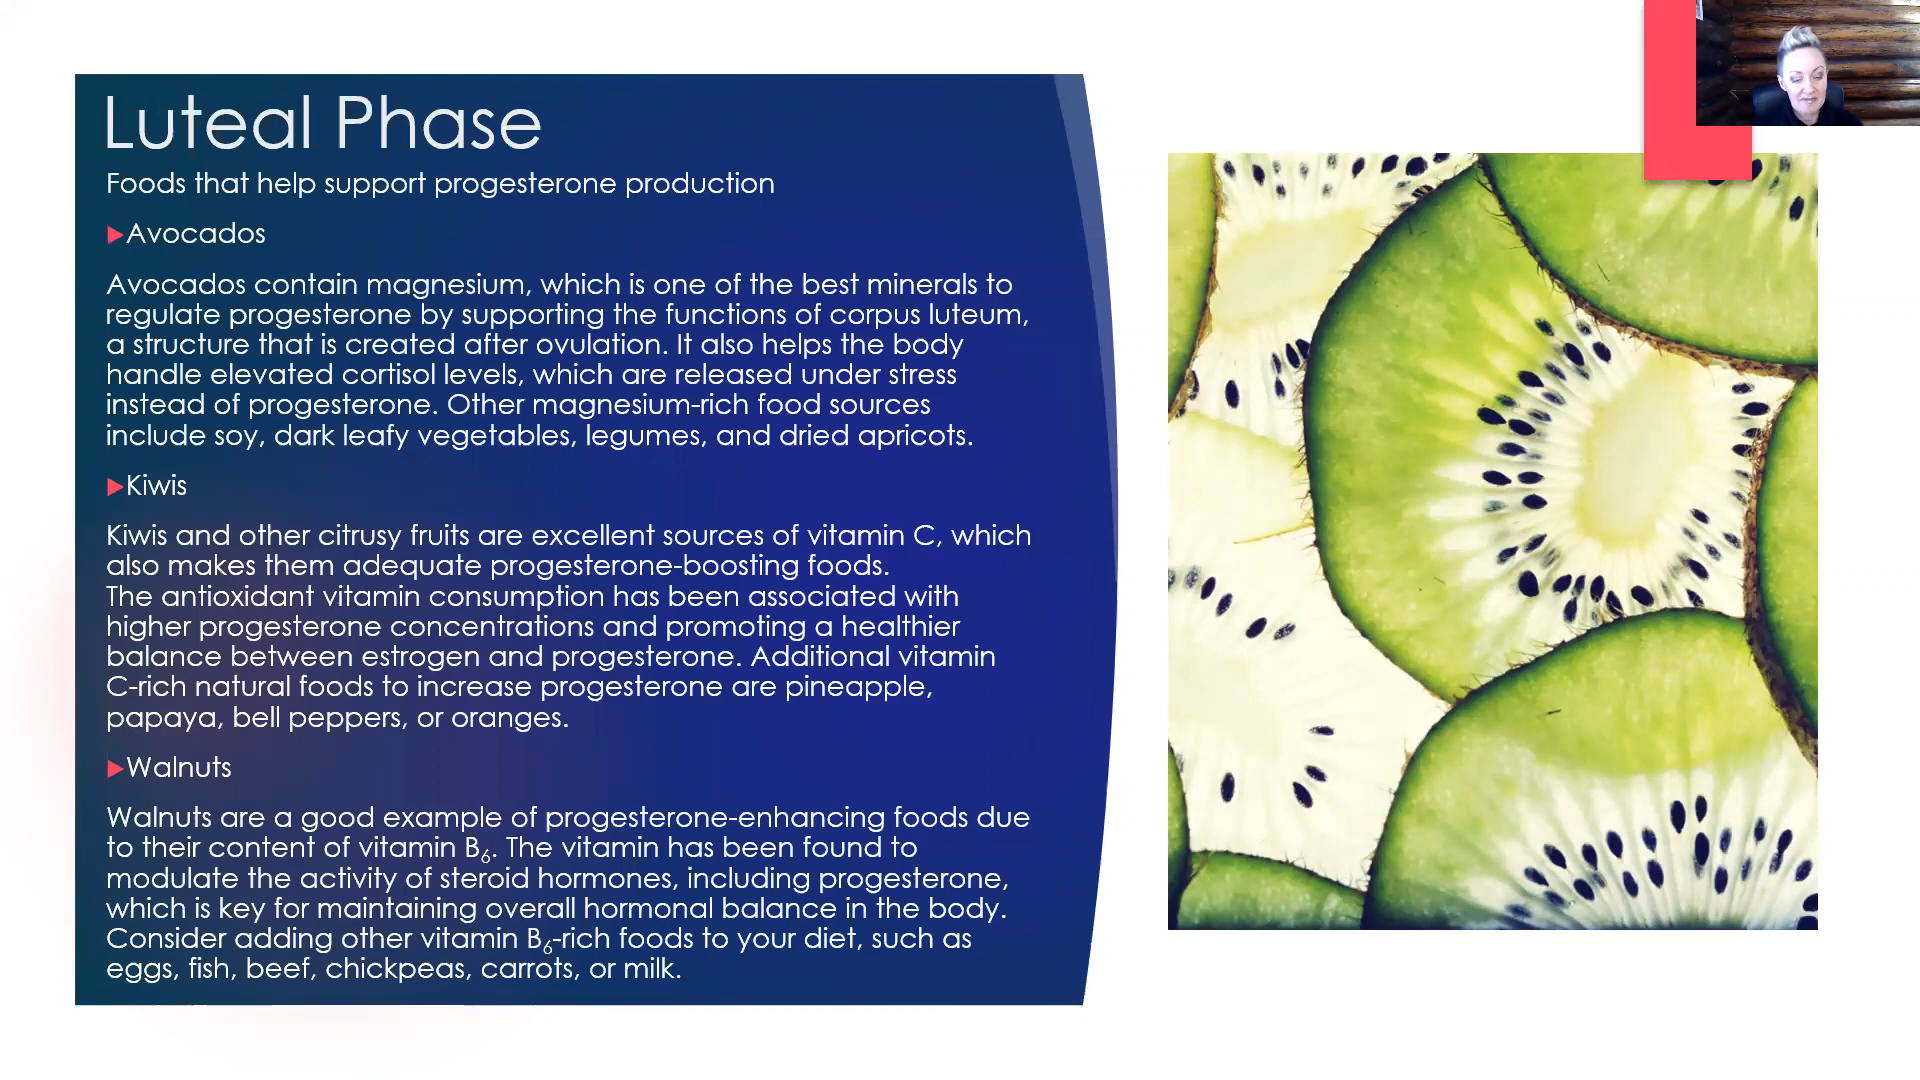 Luteal Phase
Foods that help support progesterone production
Avocados
Avocados contain magnesium, which is one of the best minerals to
regulate progesterone by supporting the functions of corpus luteum,
a structure that is created after ovulation. It also helps the body
handle elevated cortisol levels, which are released under stress
instead of progesterone. Other magnesium-rich food sources
include soy, dark leafy vegetables, legumes, and dried apricots.
Kiwis
Kiwis and other citrusy fruits are excellent sources of vitamin C, which
also makes them adequate progesterone-boosting foods.
The antioxidant vitamin consumption has been associated with
higher progesterone concentrations and promoting a healthier
balance between estrogen and progesterone. Additional vitamin
C-rich natural foods to increase progesterone are pineapple,
papaya, bell peppers, or oranges.
Walnuts
Walnuts are a good example of progesterone-enhancing foods due
to their content of vitamin B₆. The vitamin has been found to
modulate the activity of steroid hormones, including progesterone,
which is key for maintaining overall hormonal balance in the body.
Consider adding other vitamin B₆-rich foods to your diet, such as
eggs, fish, beef, chickpeas, carrots, or milk.